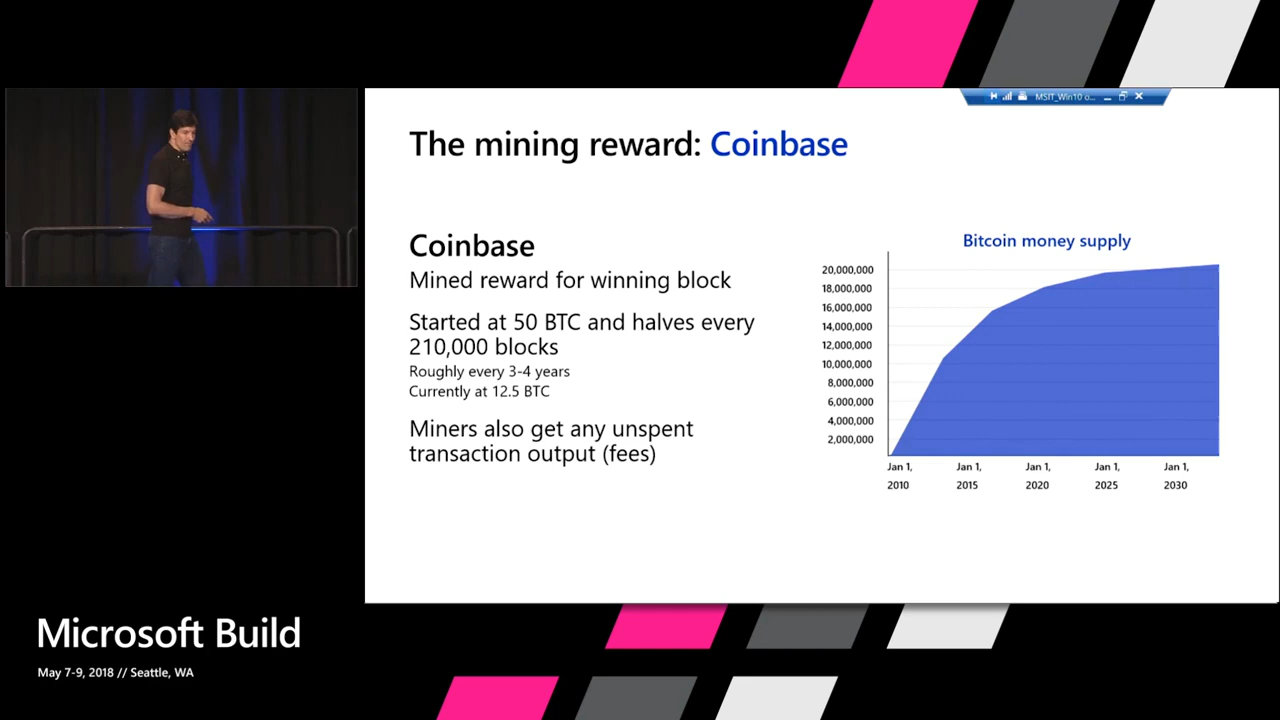 MSIT_Win10 o...
The mining reward: Coinbase
Coinbase
Mined reward for winning block
Started at 50 BTC and halves every
210,000 blocks
Roughly every 3-4 years
Currently at 12.5 BTC
Miners also get any unspent
transaction output (fees)
Bitcoin money supply
20,000,000
18,000,000
16,000,000
14,000,000
12,000,000
10,000,000
8,000,000
6,000,000
4,000,000
2,000,000
Jan 1, Jan 1, Jan 1, Jan 1, Jan 1,
2010 2015 2020 2025 2030
Microsoft Build
May 7-9, 2018 // Seattle, WA